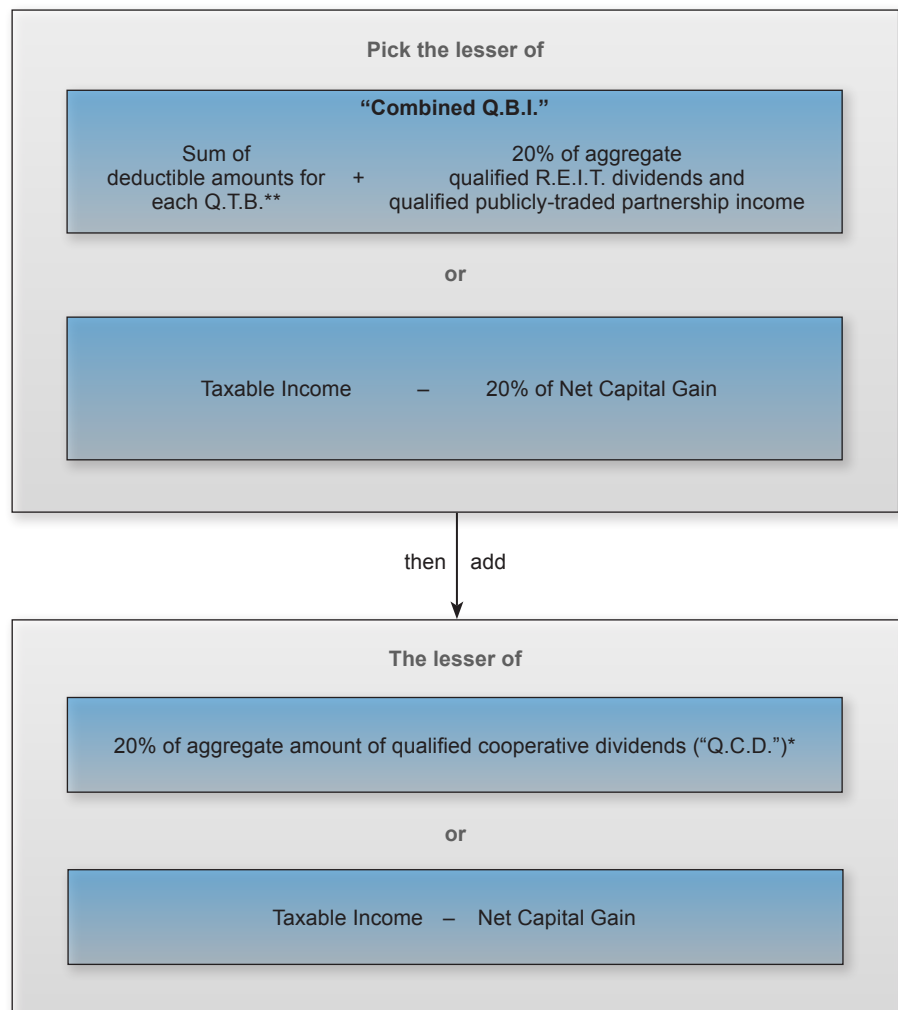 Pick the lesser of
“Combined Q.B.I.”
Sum of
deductible amounts for
each Q.T.B.**
+
20% of aggregate
qualified R.E.I.T. dividends and
qualified publicly-traded partnership income
or
Taxable Income – 20% of Net Capital Gain
then add
The lesser of
20% of aggregate amount of qualified cooperative dividends (“Q.C.D.”)*
or
Taxable Income – Net Capital Gain